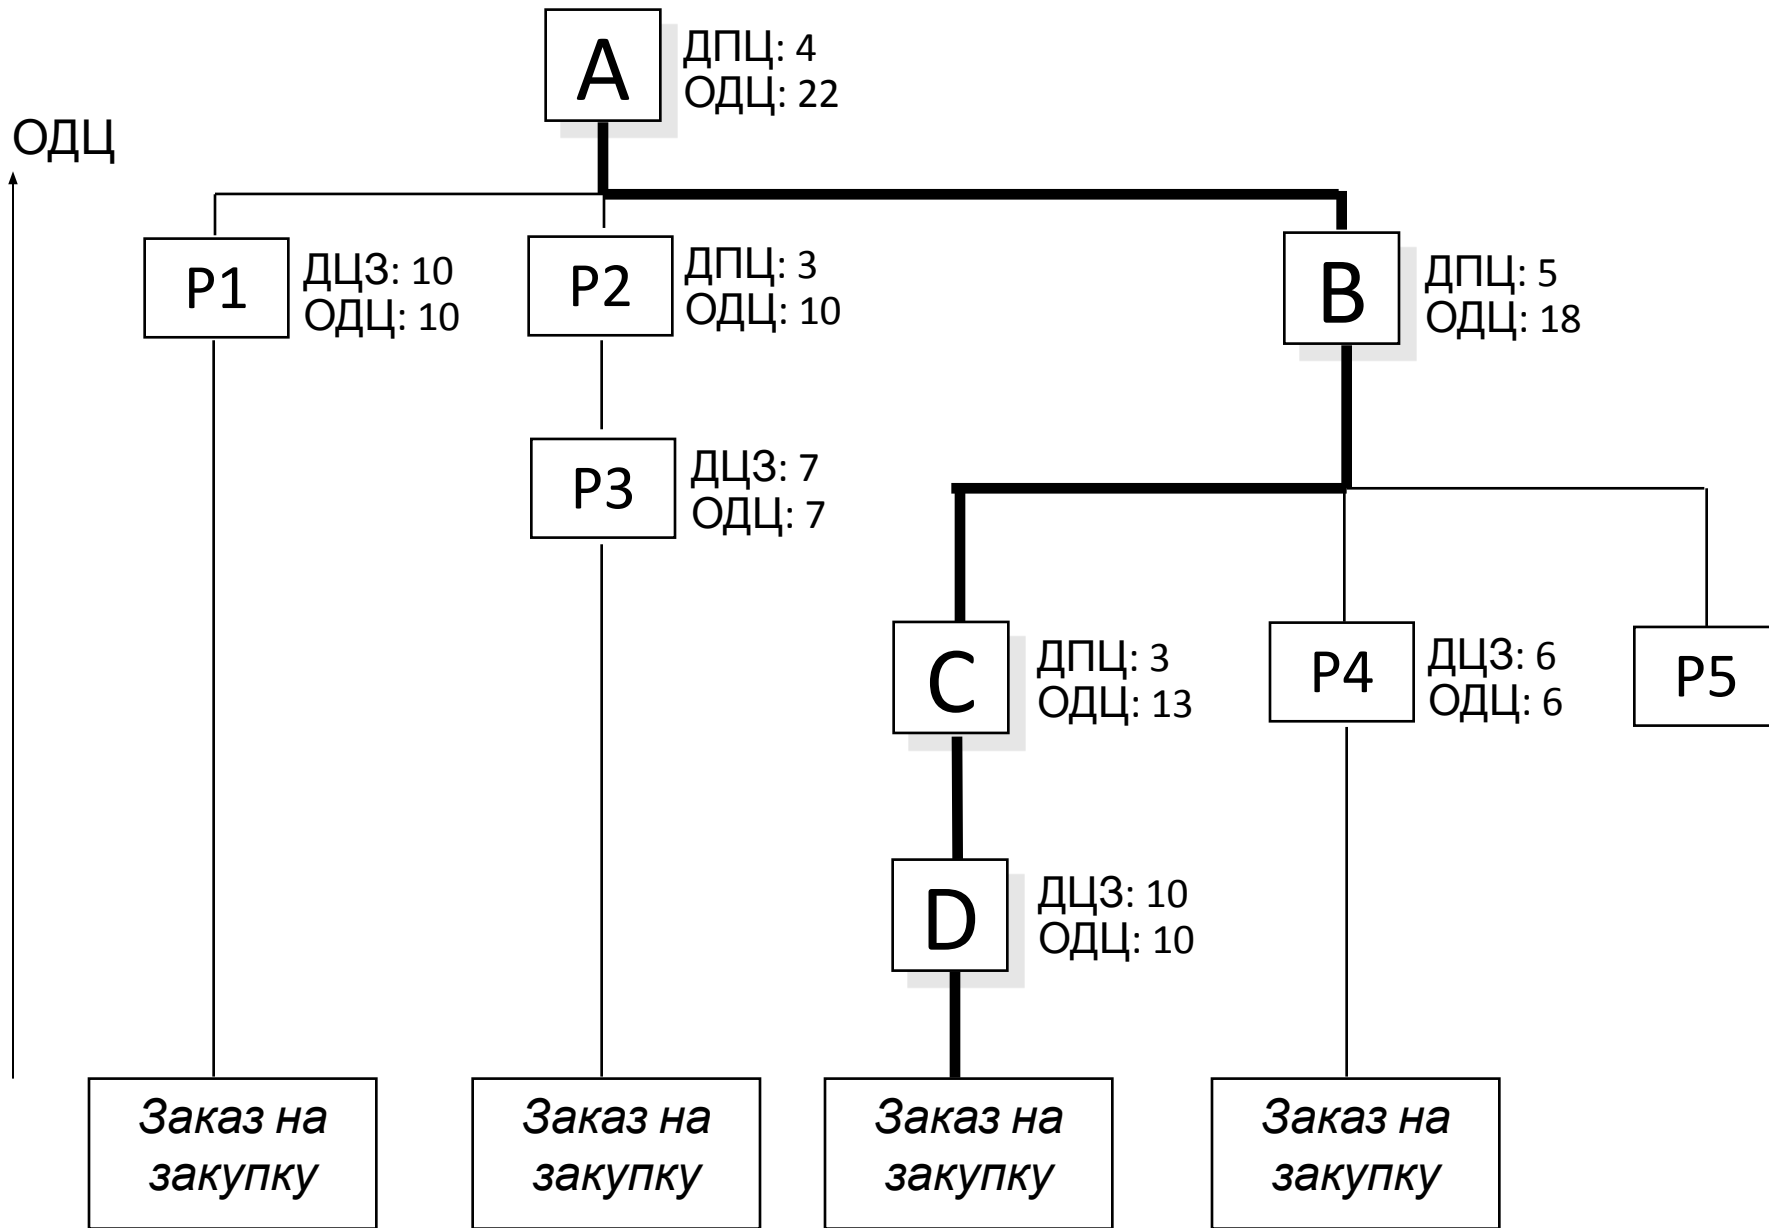 A
ДПЦ: 4
ОДЦ: 22
ОДЦ
P1
ДЦЗ: 10
ОДЦ: 10
P2
ДПЦ: 3
ОДЦ: 10
B
ДПЦ: 5
ОДЦ: 18
P3
ДЦЗ: 7
ОДЦ: 7
C
ДПЦ: 3
ОДЦ: 13
P4
ДЦЗ: 6
ОДЦ: 6
P5
D
ДЦЗ: 10
ОДЦ: 10
Заказ на
закупку
Заказ на
закупку
Заказ на
закупку
Заказ на
закупку